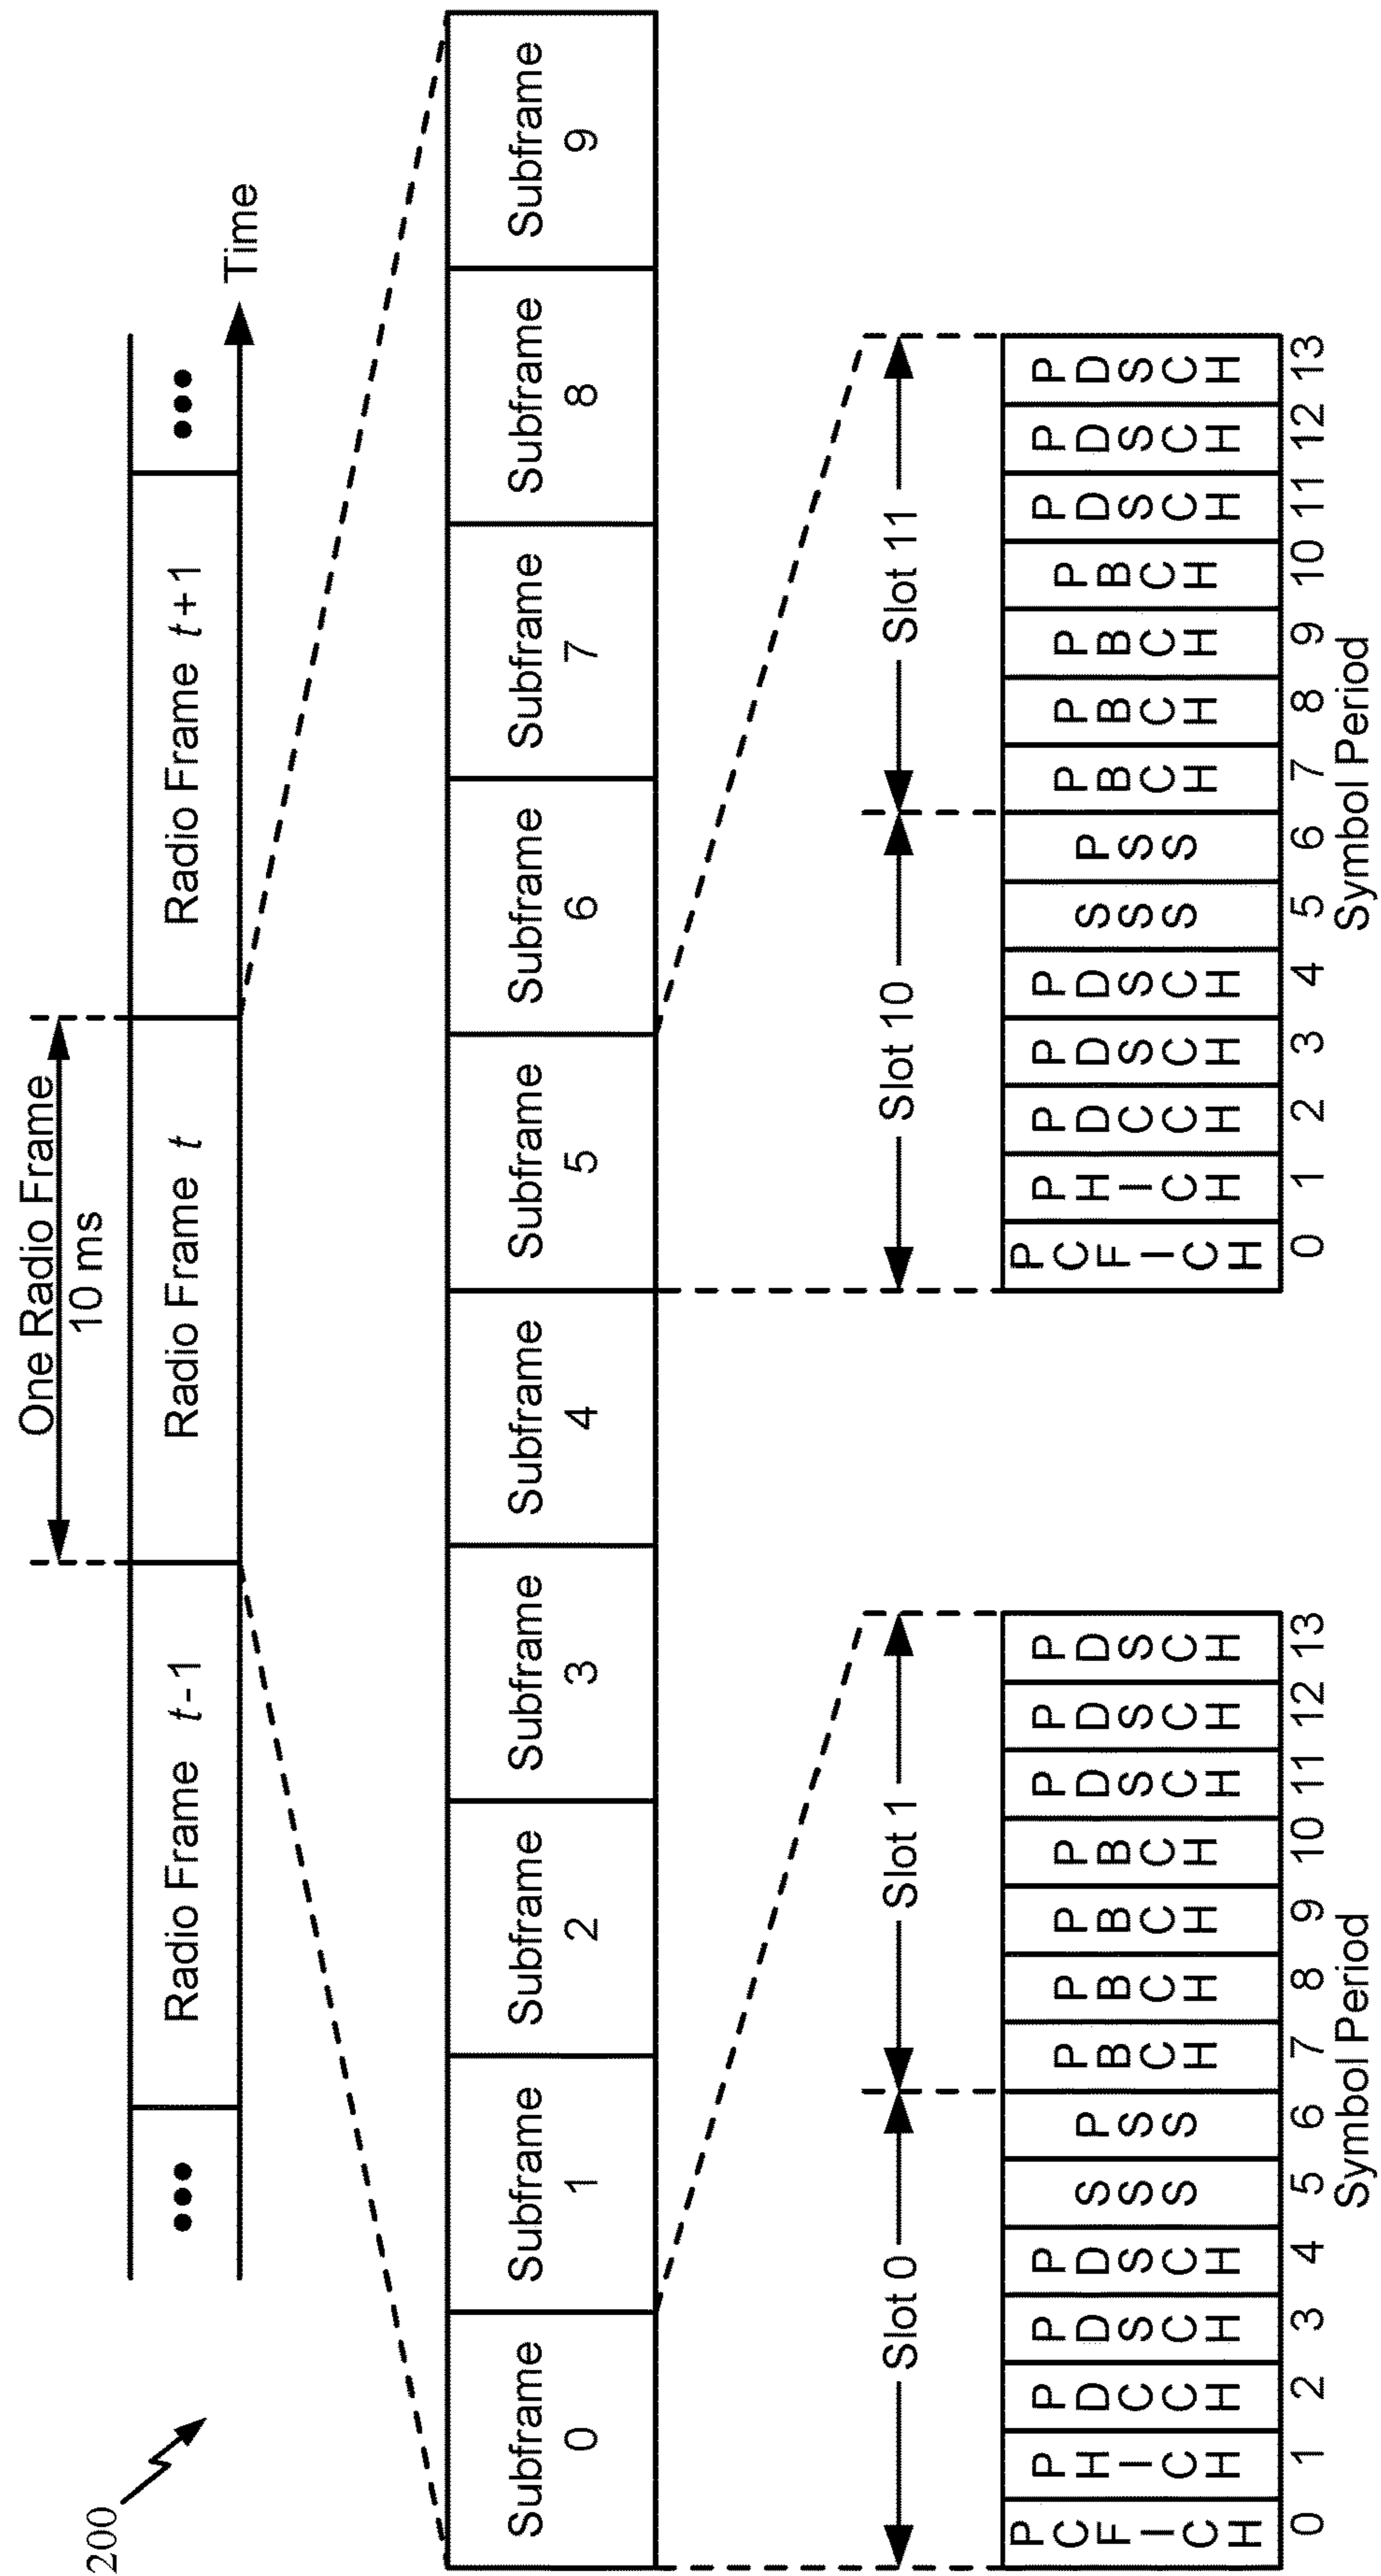 200
One Radio Frame
10 ms
••• Radio Frame t-1 Radio Frame t Radio Frame t+1 •••
Time
Subframe 0 Subframe 1 Subframe 2 Subframe 3 Subframe 4 Subframe 5 Subframe 6 Subframe 7 Subframe 8 Subframe 9
Slot 0 Slot 1
PCFICH PHICH PDCCH PDSCH PDSCH SSS PSS PBCH PBCH PBCH PBCH PDSCH PDSCH PDSCH
0 1 2 3 4 5 6 7 8 9 10 11 12 13
Symbol Period
Slot 10 Slot 11
PCFICH PHICH PDCCH PDSCH PDSCH SSS PSS PBCH PBCH PBCH PBCH PDSCH PDSCH PDSCH
0 1 2 3 4 5 6 7 8 9 10 11 12 13
Symbol Period